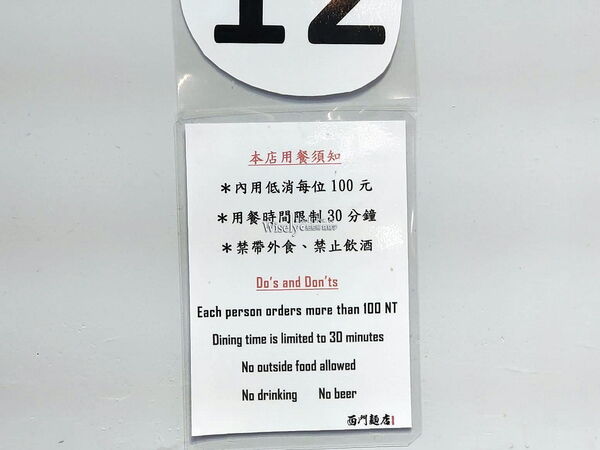 12
本店用餐須知
＊內用低消每位 100 元
＊用餐時間限制 30 分鐘
Wisely
＊禁帶外食、禁止飲酒
Do's and Don'ts
Each person orders more than 100 NT
Dining time is limited to 30 minutes
No outside food allowed
No drinking No beer
西門麵店